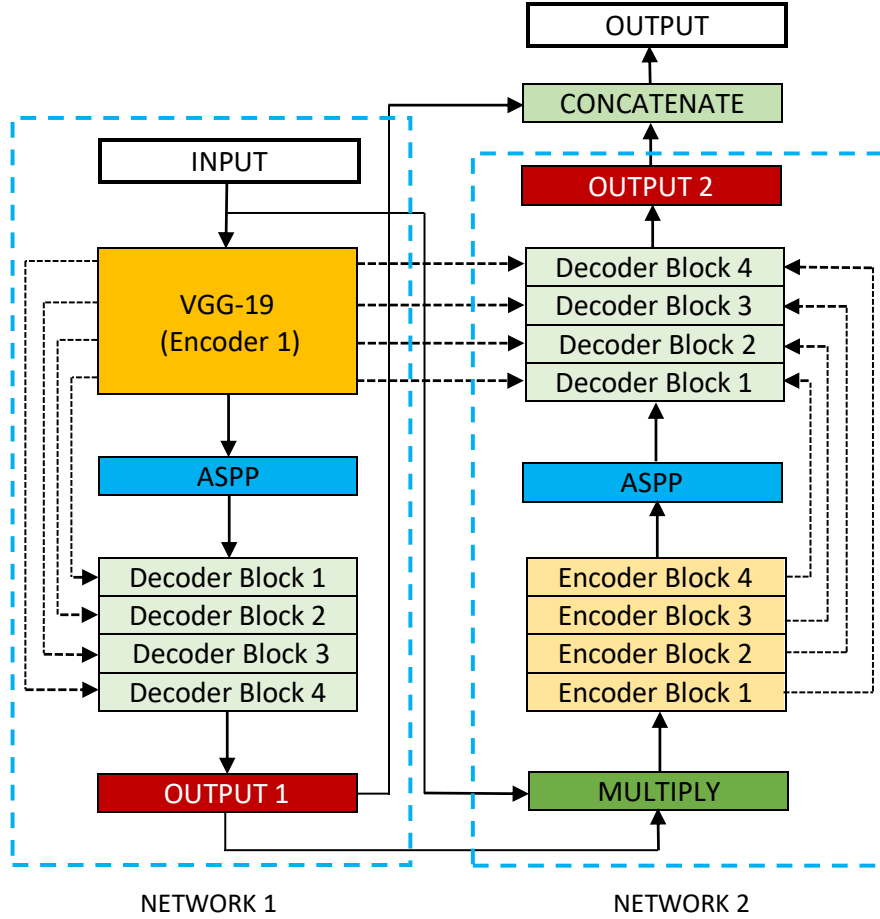 OUTPUT
CONCATENATE
INPUT
OUTPUT 2
VGG-19
(Encoder 1)
Decoder Block 4
Decoder Block 3
Decoder Block 2
Decoder Block 1
ASPP
ASPP
Decoder Block 1
Decoder Block 2
Decoder Block 3
Decoder Block 4
Encoder Block 4
Encoder Block 3
Encoder Block 2
Encoder Block 1
OUTPUT 1
MULTIPLY
NETWORK 1
NETWORK 2